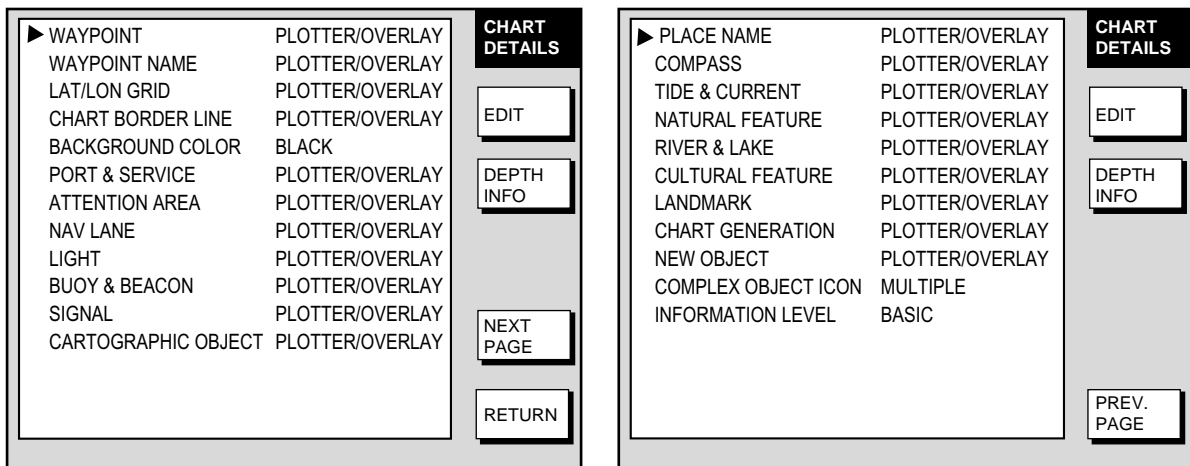 WAYPOINT PLOTTER/OVERLAY
WAYPOINT NAME PLOTTER/OVERLAY
LAT/LON GRID PLOTTER/OVERLAY
CHART BORDER LINE PLOTTER/OVERLAY
BACKGROUND COLOR BLACK
PORT & SERVICE PLOTTER/OVERLAY
ATTENTION AREA PLOTTER/OVERLAY
NAV LANE PLOTTER/OVERLAY
LIGHT PLOTTER/OVERLAY
BUOY & BEACON PLOTTER/OVERLAY
SIGNAL PLOTTER/OVERLAY
CARTOGRAPHIC OBJECT PLOTTER/OVERLAY
CHART
DETAILS
EDIT
DEPTH
INFO
NEXT
PAGE
RETURN
PLACE NAME PLOTTER/OVERLAY
COMPASS PLOTTER/OVERLAY
TIDE & CURRENT PLOTTER/OVERLAY
NATURAL FEATURE PLOTTER/OVERLAY
RIVER & LAKE PLOTTER/OVERLAY
CULTURAL FEATURE PLOTTER/OVERLAY
LANDMARK PLOTTER/OVERLAY
CHART GENERATION PLOTTER/OVERLAY
NEW OBJECT PLOTTER/OVERLAY
COMPLEX OBJECT ICON MULTIPLE
INFORMATION LEVEL BASIC
CHART
DETAILS
EDIT
DEPTH
INFO
PREV.
PAGE